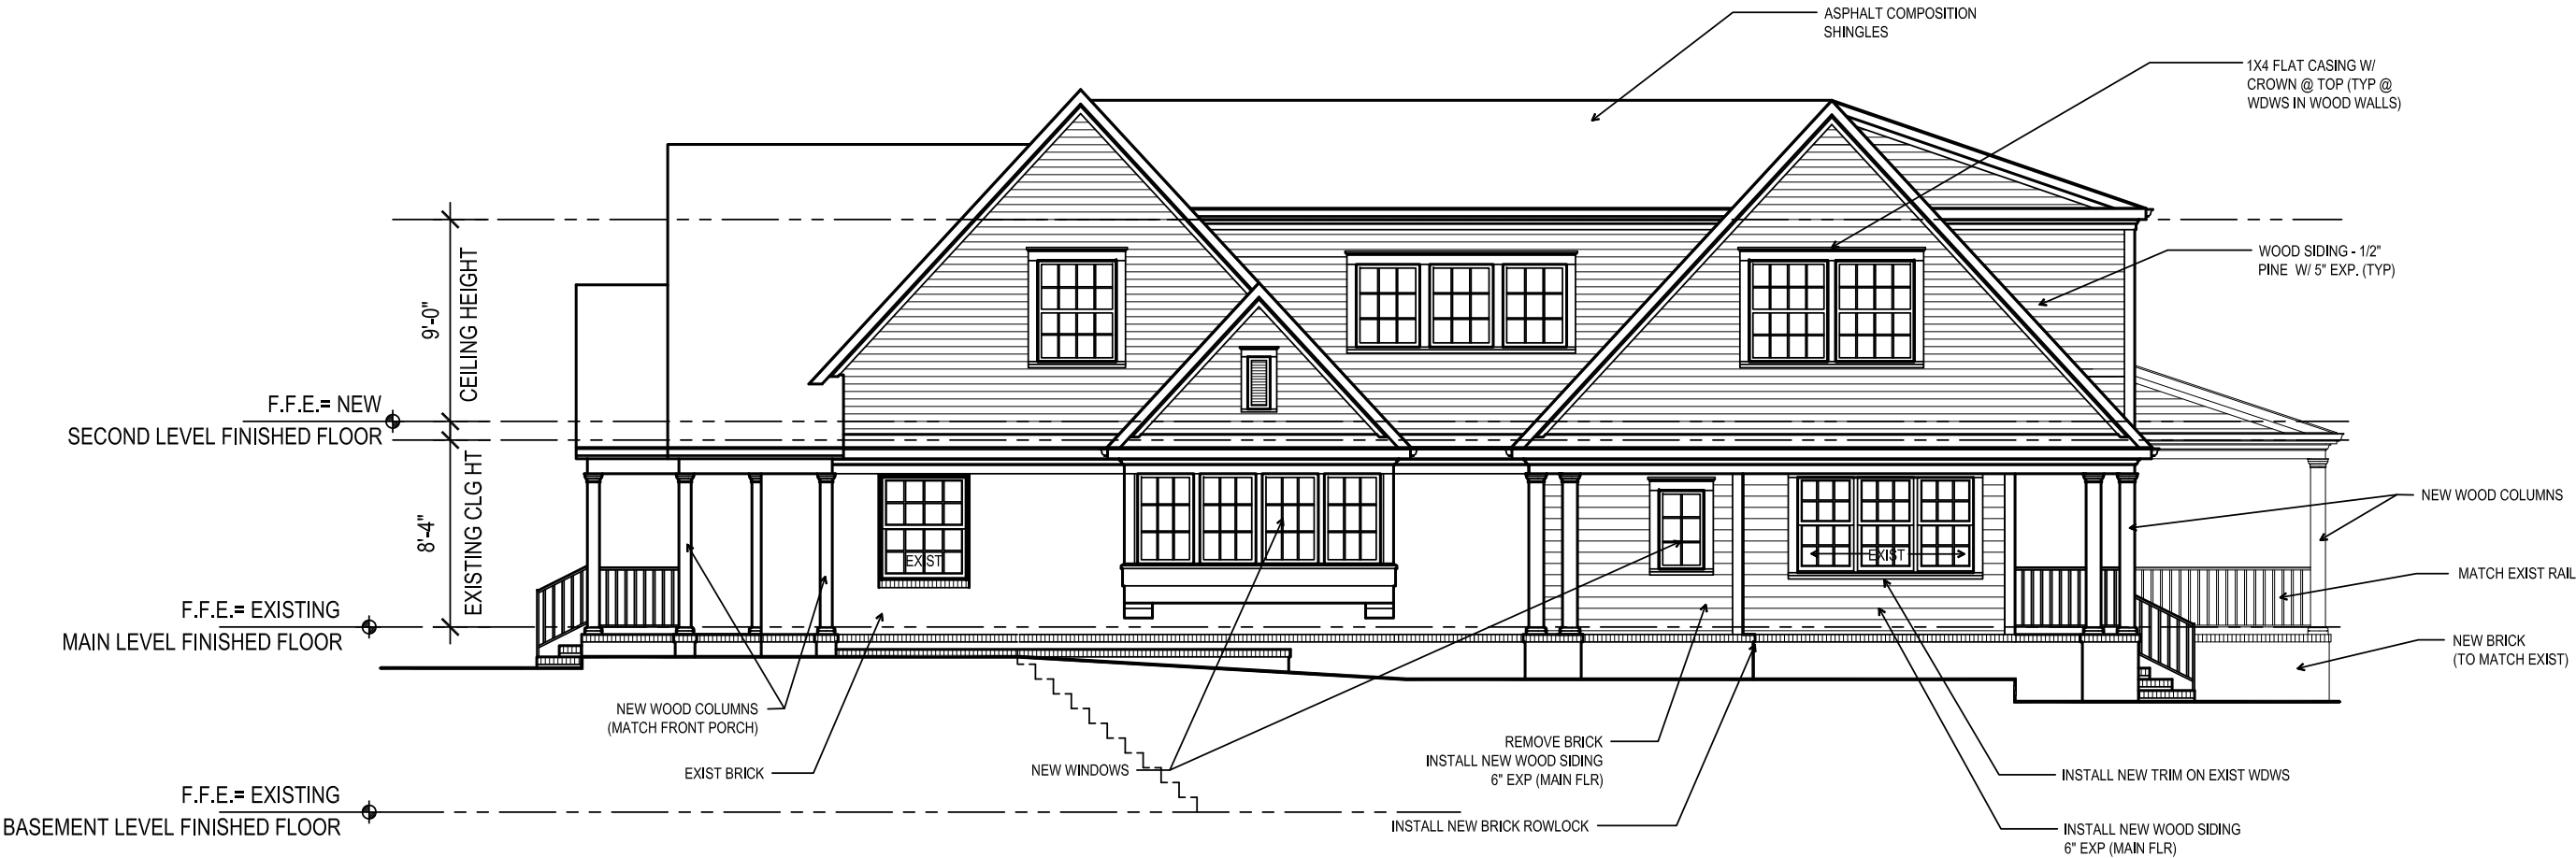 ASPHALT COMPOSITION
SHINGLES
1X4 FLAT CASING W/
CROWN @ TOP (TYP @
WDWS IN WOOD WALLS)
WOOD SIDING - 1/2"
PINE W/ 5" EXP. (TYP)
9'-0"
CEILING HEIGHT
F.F.E.= NEW
SECOND LEVEL FINISHED FLOOR
8'-4"
EXISTING CLG HT
NEW WOOD COLUMNS
EXIST
EXIST
MATCH EXIST RAIL
F.F.E.= EXISTING
MAIN LEVEL FINISHED FLOOR
NEW BRICK
(TO MATCH EXIST)
NEW WOOD COLUMNS
(MATCH FRONT PORCH)
EXIST BRICK
NEW WINDOWS
REMOVE BRICK
INSTALL NEW WOOD SIDING
6" EXP (MAIN FLR)
INSTALL NEW TRIM ON EXIST WDWS
F.F.E.= EXISTING
BASEMENT LEVEL FINISHED FLOOR
INSTALL NEW BRICK ROWLOCK
INSTALL NEW WOOD SIDING
6" EXP (MAIN FLR)